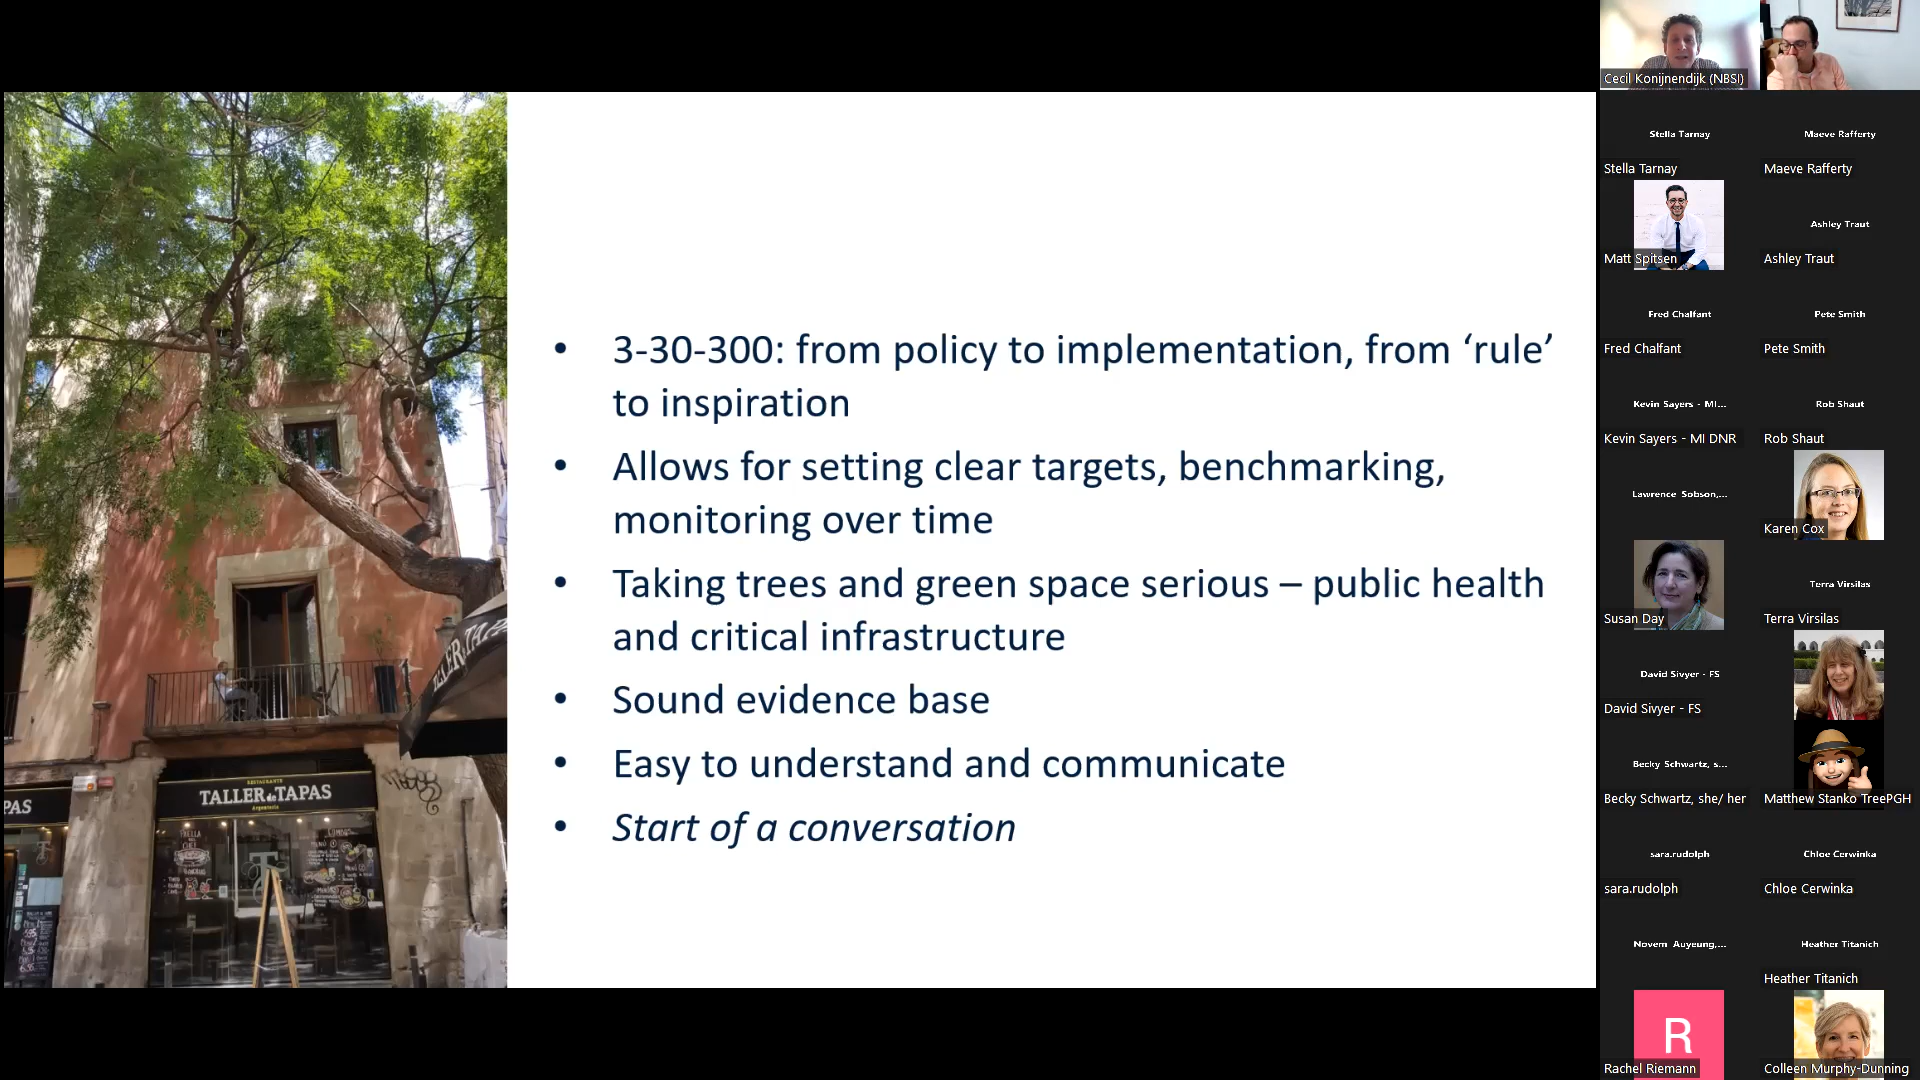 3-30-300: from policy to implementation, from ‘rule’
to inspiration
Allows for setting clear targets, benchmarking,
monitoring over time
Taking trees and green space serious – public health
and critical infrastructure
Sound evidence base
Easy to understand and communicate
Start of a conversation
RESTAURANTE
TALLER de TAPAS
PAS
Cecil Konijnendijk (NBSI)
Stella Tarnay
Maeve Rafferty
Stella Tarnay
Maeve Rafferty
Ashley Traut
Matt Spitsen
Ashley Traut
Fred Chalfant
Pete Smith
Fred Chalfant
Pete Smith
Kevin Sayers - MI...
Rob Shaut
Kevin Sayers - MI DNR
Rob Shaut
Lawrence Sobson,...
Karen Cox
Terra Virsilas
Susan Day
Terra Virsilas
David Sivyer - FS
David Sivyer - FS
Becky Schwartz, s...
Becky Schwartz, she/ her
Matthew Stanko TreePGH
sara.rudolph
Chloe Cerwinka
sara.rudolph
Chloe Cerwinka
Novem Auyeung,...
Heather Titanich
Heather Titanich
R
Rachel Riemann
Colleen Murphy-Dunning